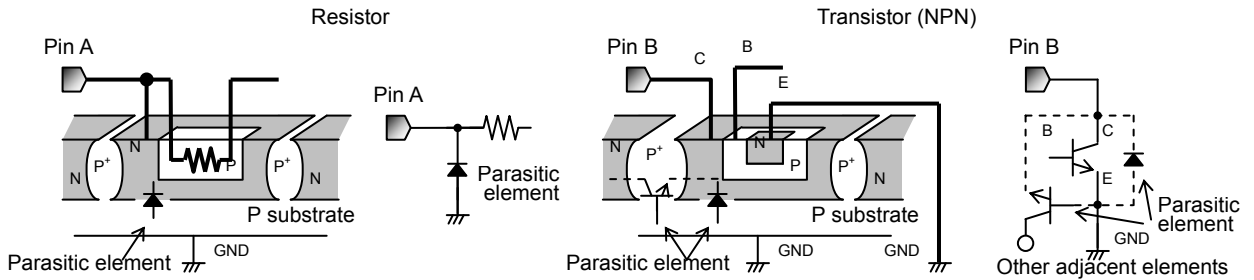 Resistor
Pin A
N
N
P+
P
P+
N
Parasitic element
P substrate
GND
Pin A
Parasitic
element
Transistor (NPN)
Pin B
C
B
E
N
P+
N
P
P+
N
Parasitic element
P substrate
GND
GND
Pin B
B
C
E
Parasitic
element
GND
Other adjacent elements